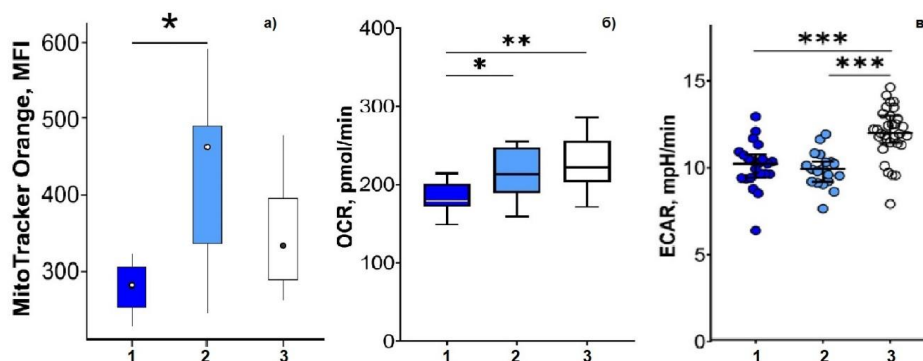 MitoTracker Orange, MFI
600
500
450
400
300
*
а)
1 2 3
OCR, pmol/min
400
300
200
100
0
**
*
б)
1 2 3
ECAR, mpH/min
15
10
5
0
***
***
в
1 2 3